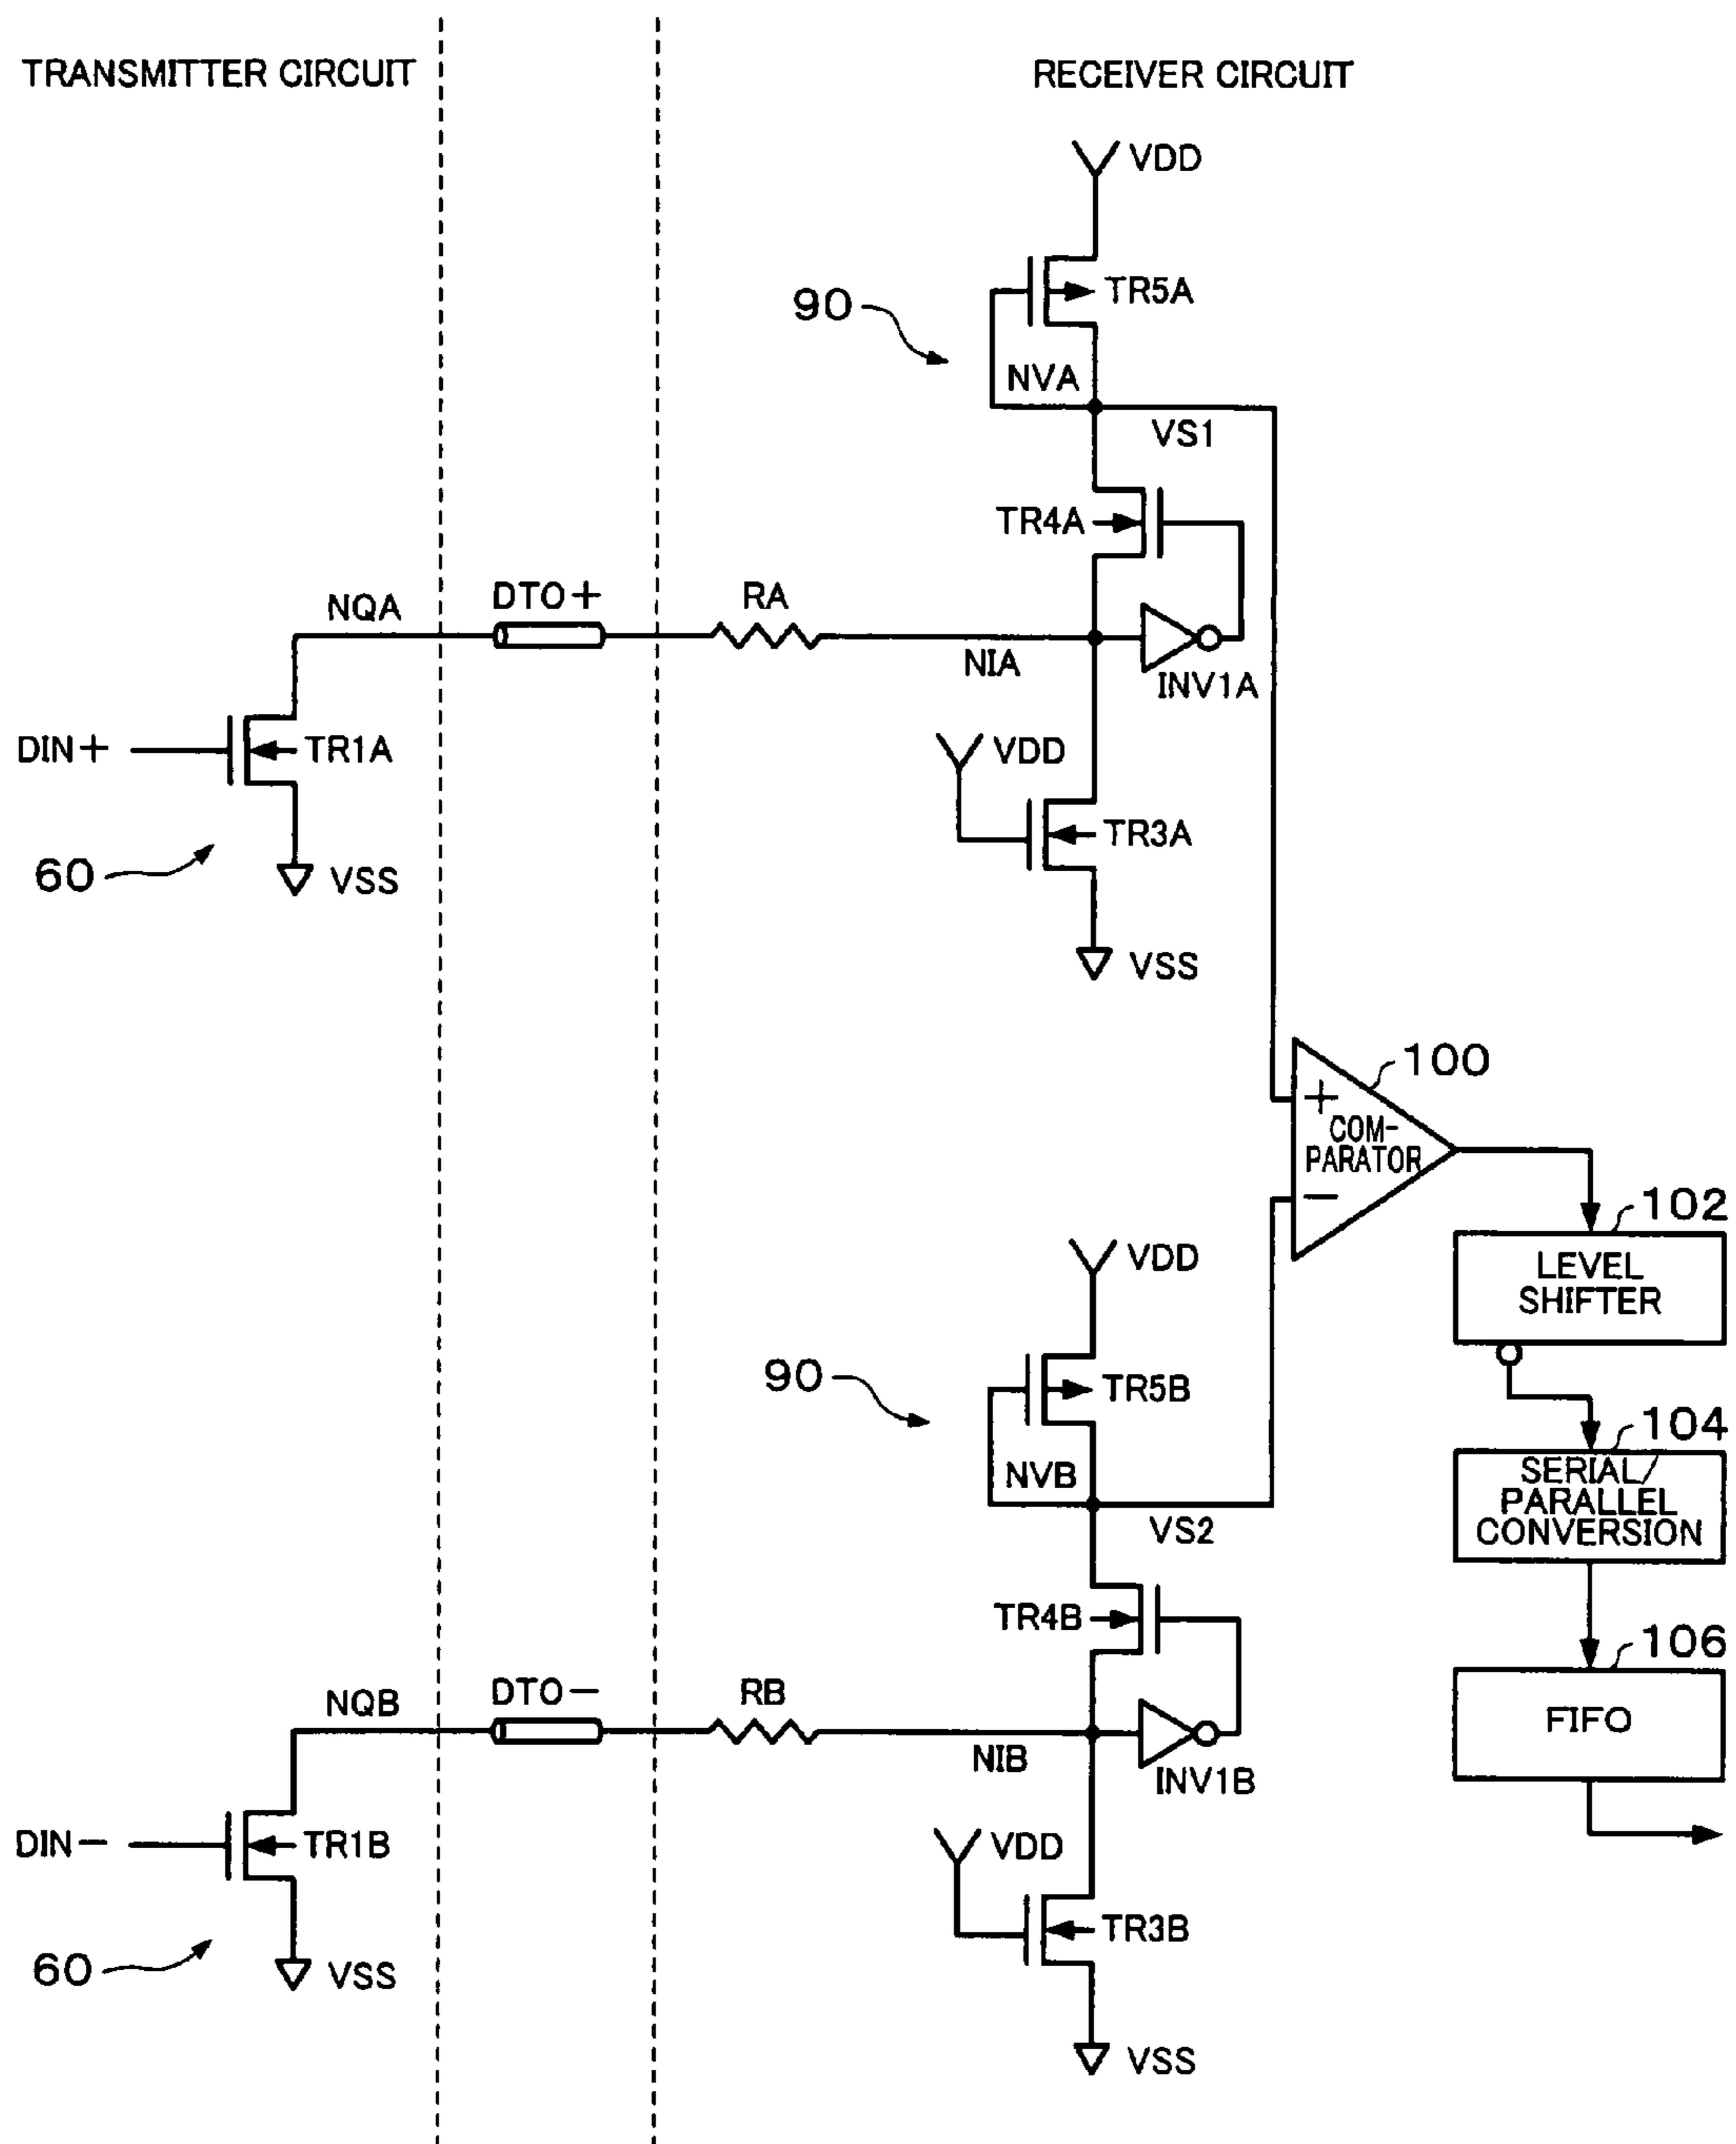 TRANSMITTER CIRCUIT
RECEIVER CIRCUIT
VDD
TR5A
90
NVA
VS1
TR4A
NQA
DTO+
RA
NIA
INV1A
DIN+
TR1A
VDD
TR3A
60
VSS
VSS
100
+
COM-
PARATOR
−
102
LEVEL
SHIFTER
VDD
90
TR5B
104
SERIAL/
PARALLEL
CONVERSION
NVB
VS2
TR4B
106
FIFO
NQB
DTO−
RB
NIB
INV1B
DIN−
TR1B
VDD
TR3B
60
VSS
VSS